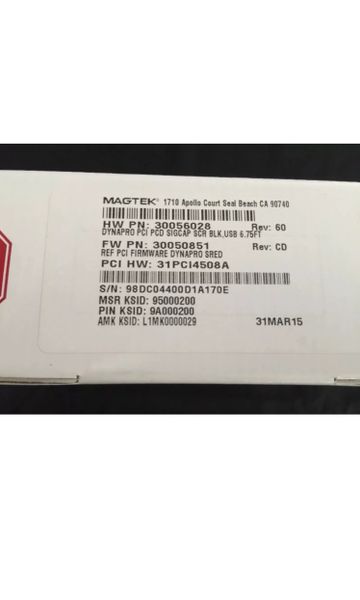 MAGTEK® 1710 Apollo Court Seal Beach CA 90740
HW PN: 30056028 Rev: 60
DYNAPRO PCI PCD SIGCAP SCR BLK,USB 6.75FT
FW PN: 30050851 Rev: CD
REF PCI FIRMWARE DYNAPRO SRED
PCI HW: 31PCI4508A
S/N: 98DC04400D1A170E
MSR KSID: 95000200
PIN KSID: 9A000200
AMK KSID: L1MK0000029 31MAR15